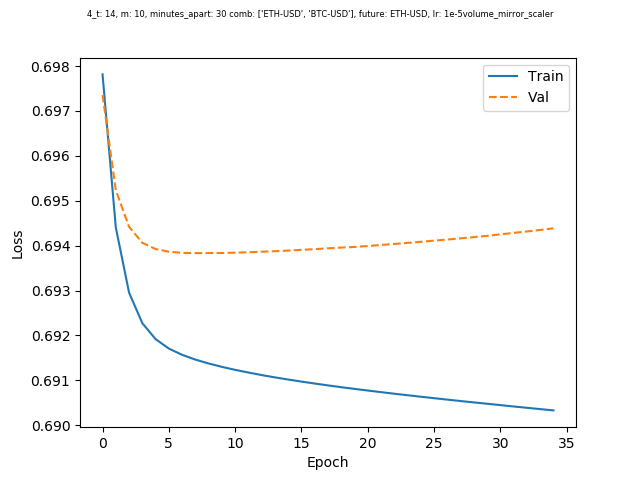 4_t: 14, m: 10, minutes_apart: 30 comb: ['ETH-USD', 'BTC-USD'], future: ETH-USD, lr: 1e-5volume_mirror_scaler
Train
Val
0.698
0.697
0.696
0.695
0.694
0.693
0.692
0.691
0.690
Loss
0 5 10 15 20 25 30 35
Epoch